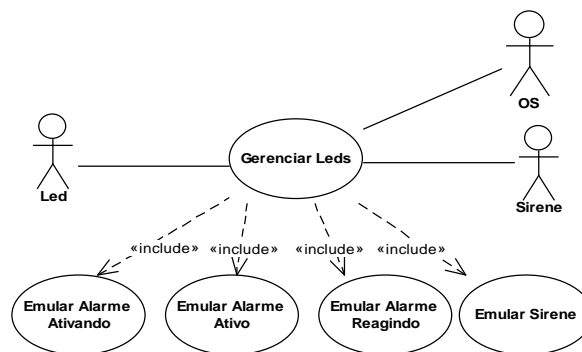 OS
Gerenciar Leds
Led
Sirene
«include»
«include»
«include»
«include»
Emular Alarme
Ativando
Emular Alarme
Ativo
Emular Alarme
Reagindo
Emular Sirene